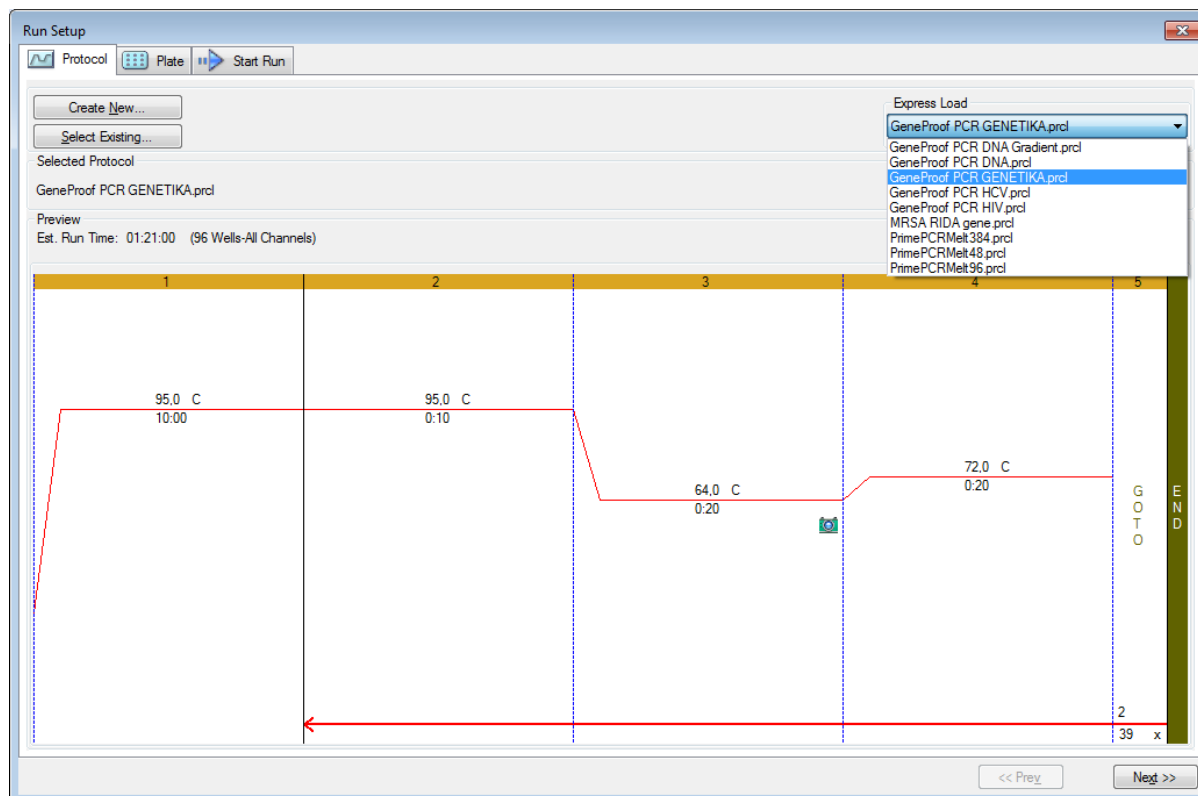 Run Setup
Protocol
Plate
Start Run
Create New...
Select Existing...
Express Load
GeneProof PCR GENETIKA.prcl
GeneProof PCR DNA Gradient.prcl
GeneProof PCR DNA.prcl
GeneProof PCR GENETIKA.prcl
GeneProof PCR HCV.prcl
GeneProof PCR HIV.prcl
MRSA RIDA gene.prcl
PrimePCRMelt384.prcl
PrimePCRMelt48.prcl
PrimePCRMelt96.prcl
Selected Protocol
GeneProof PCR GENETIKA.prcl
Preview
Est. Run Time: 01:21:00 (96 Wells-All Channels)
1 2 3 4 5
95,0 C
10:00
95,0 C
0:10
64,0 C
0:20
72,0 C
0:20
GOTO
END
2
39 x
<< Prev
Next >>